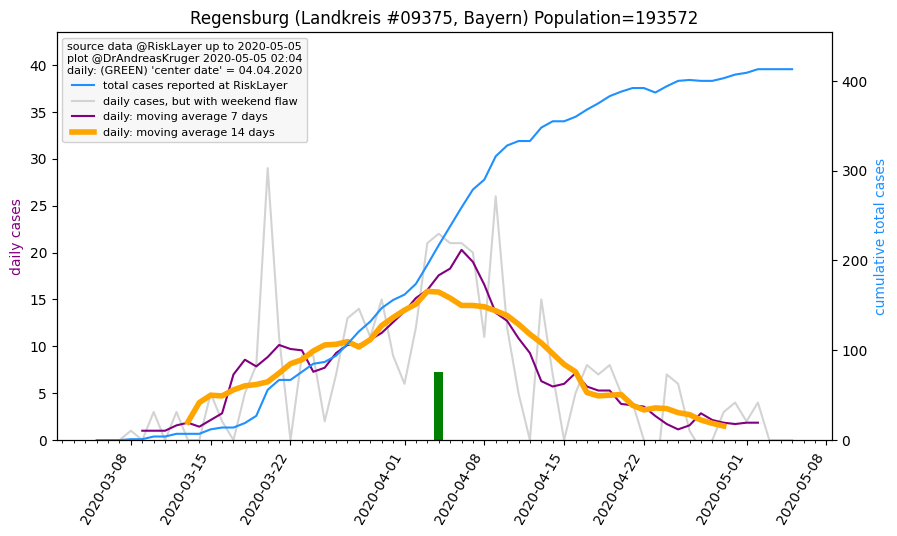 Regensburg (Landkreis #09375, Bayern) Population=193572
source data @RiskLayer up to 2020-05-05
plot @DrAndreasKruger 2020-05-05 02:04
daily: (GREEN) 'center date' = 04.04.2020
total cases reported at RiskLayer
daily cases, but with weekend flaw
daily: moving average 7 days
daily: moving average 14 days
daily cases
40
35
30
25
20
15
10
5
0
cumulative total cases
400
300
200
100
0
2020-03-08
2020-03-15
2020-03-22
2020-04-01
2020-04-08
2020-04-15
2020-04-22
2020-05-01
2020-05-08